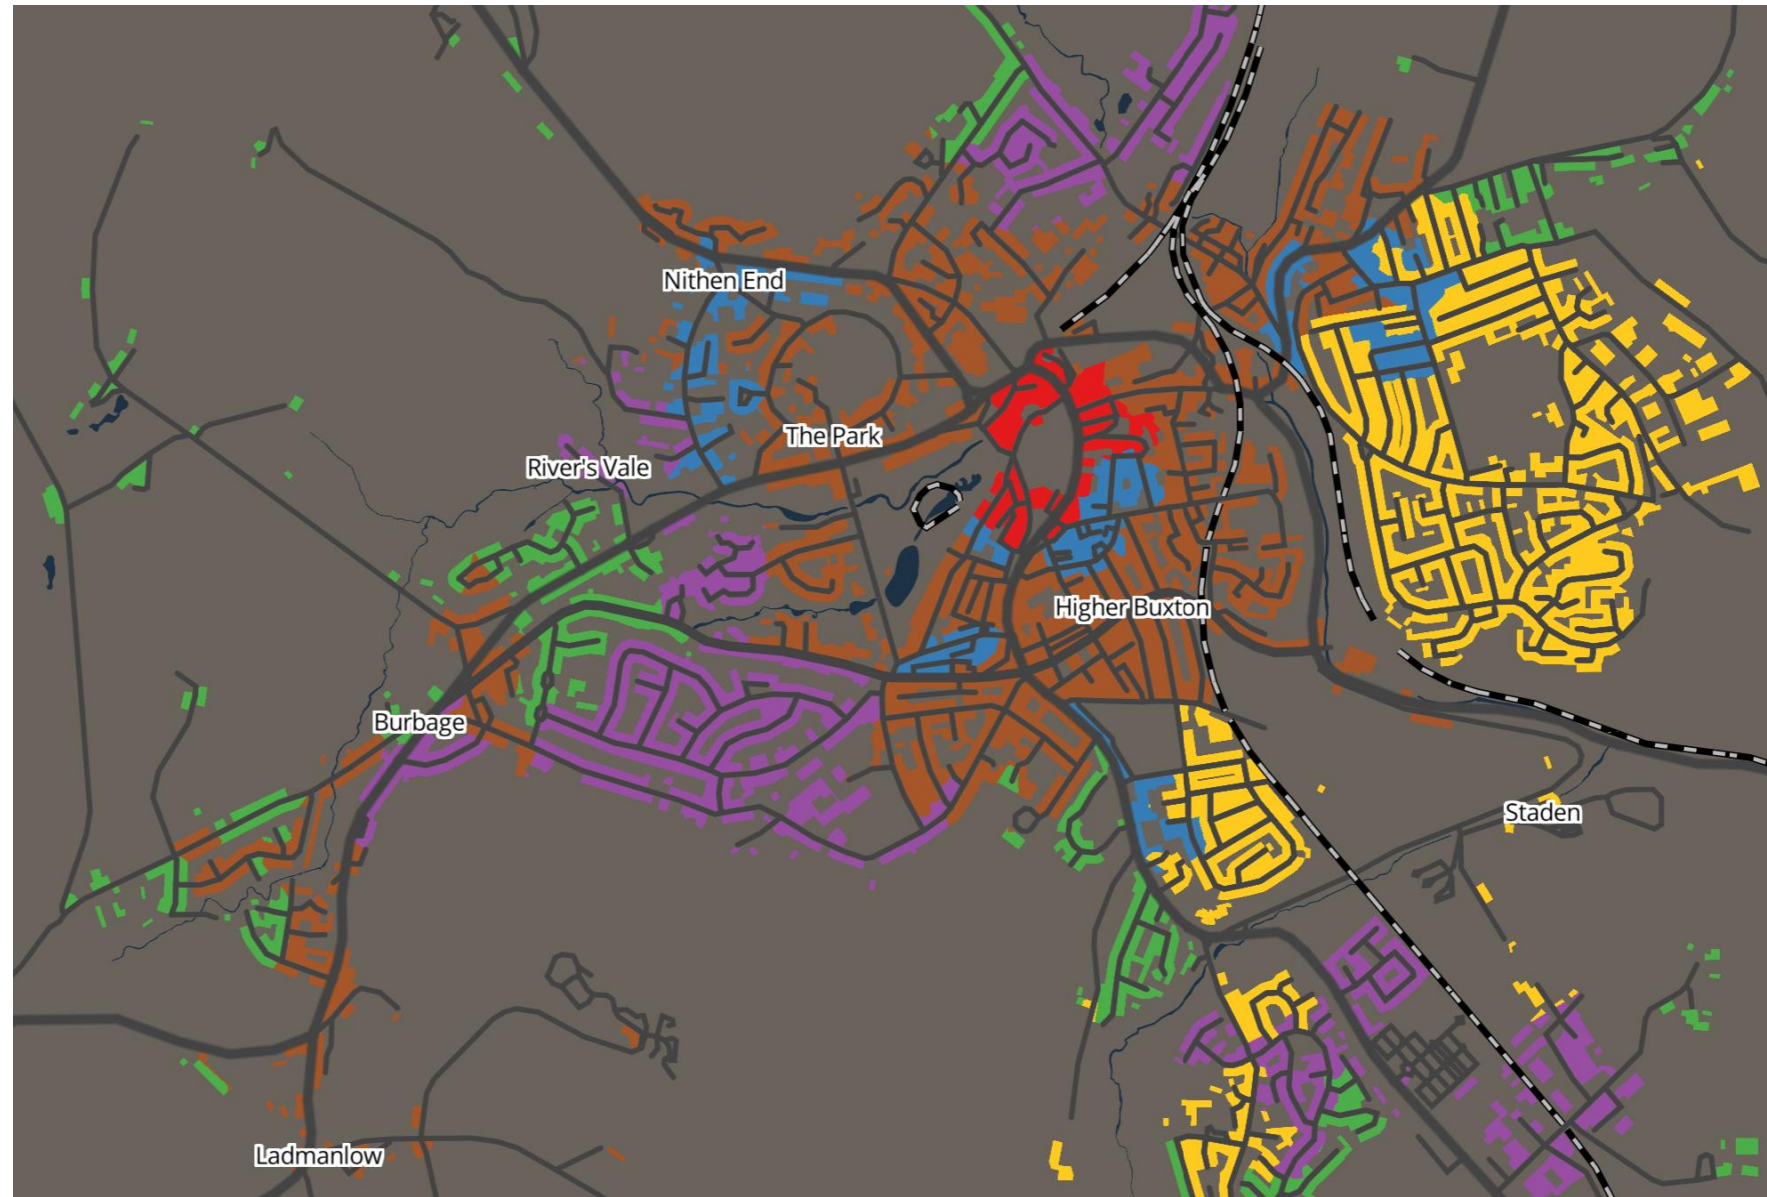 Nithen End
The Park
River's Vale
Higher Buxton
Burbage
Staden
Ladmanlow